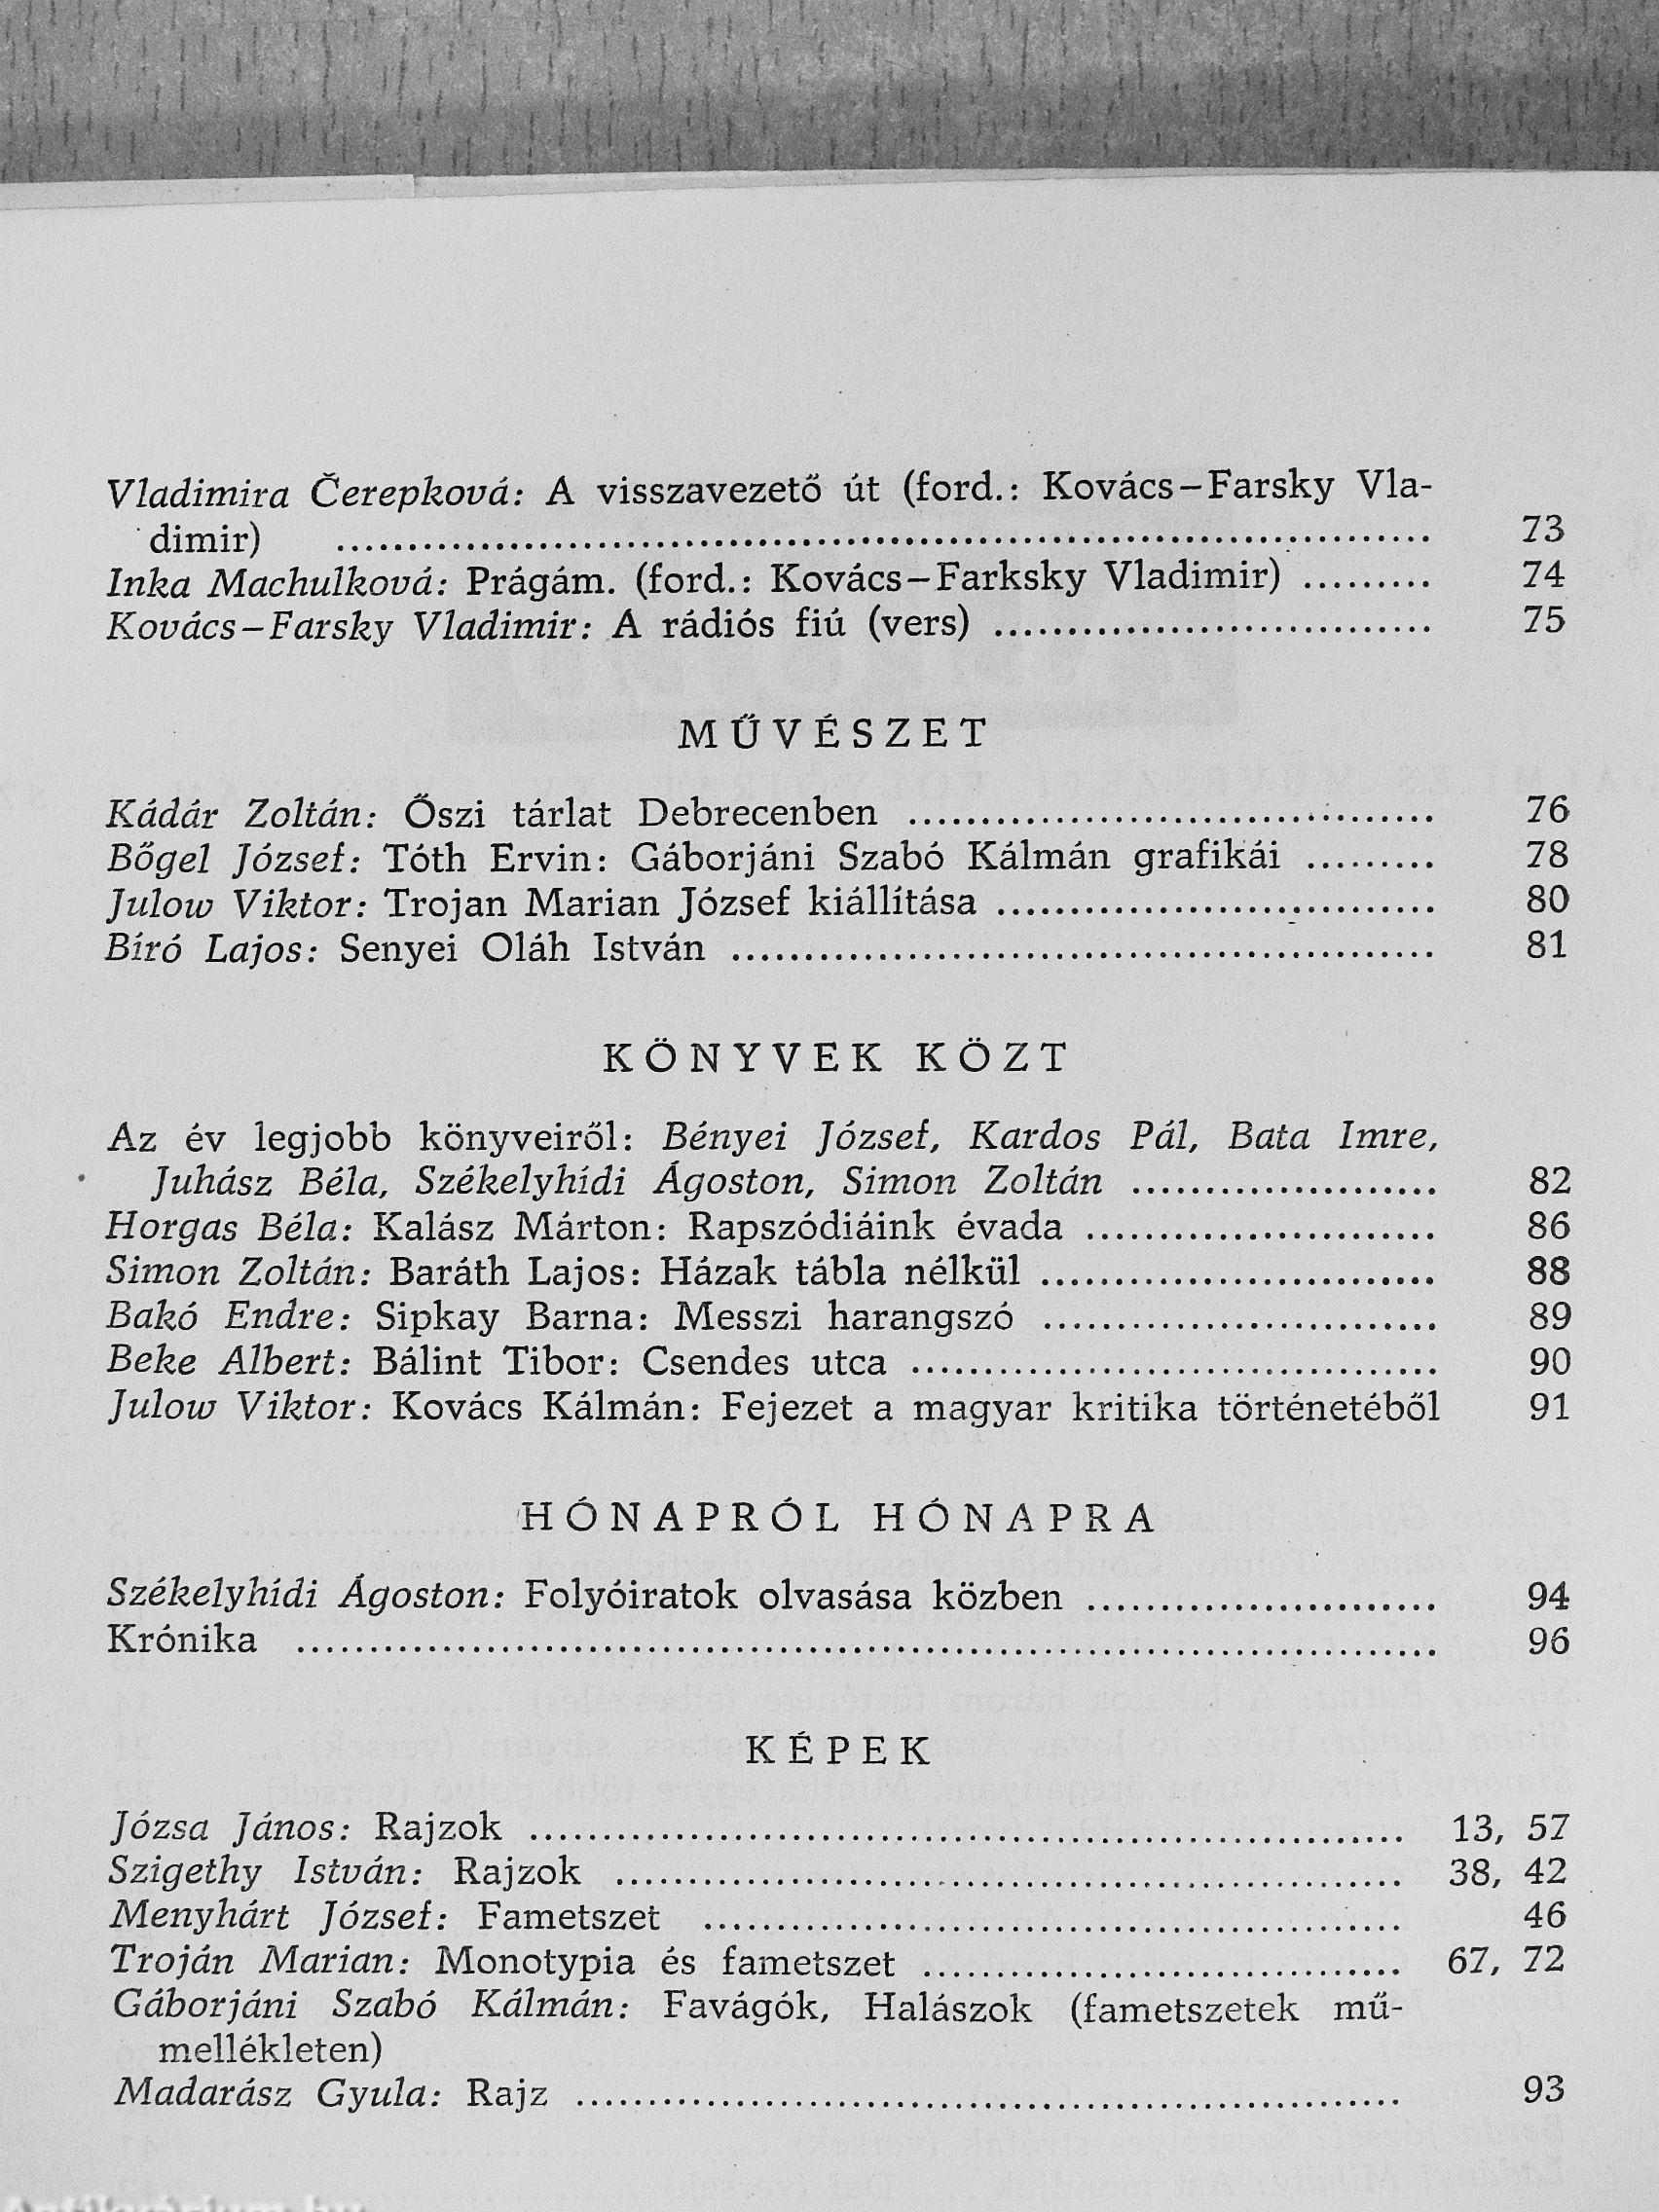 Vladimira Čerepková: A visszavezető út (ford.: Kovács–Farsky Vla-
dimir) ........ 73
Inka Machulková: Prágám. (ford.: Kovács–Farksky Vladimir) ......... 74
Kovács–Farsky Vladimir: A rádiós fiú (vers) ........ 75
MŰVÉSZET
Kádár Zoltán: Őszi tárlat Debrecenben ........ 76
Bőgel József: Tóth Ervin: Gáborjáni Szabó Kálmán grafikái ......... 78
Julow Viktor: Trojan Marian József kiállítása ........ 80
Bíró Lajos: Senyei Oláh István ........ 81
KÖNYVEK KÖZT
Az év legjobb könyveiről: Bényei József, Kardos Pál, Bata Imre,
Juhász Béla, Székelyhídi Ágoston, Simon Zoltán ........ 82
Horgas Béla: Kalász Márton: Rapszódiáink évada ........ 86
Simon Zoltán: Baráth Lajos: Házak tábla nélkül ........ 88
Bakó Endre: Sipkay Barna: Messzi harangszó ........ 89
Beke Albert: Bálint Tibor: Csendes utca ........ 90
Julow Viktor: Kovács Kálmán: Fejezet a magyar kritika történetéből 91
HÓNAPRÓL HÓNAPRA
Székelyhídi Ágoston: Folyóiratok olvasása közben ........ 94
Krónika ........ 96
KÉPEK
Józsa János: Rajzok ........ 13, 57
Szigethy István: Rajzok ........ 38, 42
Menyhárt József: Fametszet ........ 46
Troján Marian: Monotypia és fametszet ........ 67, 72
Gáborjáni Szabó Kálmán: Favágók, Halászok (fametszetek mű-
mellékleten)
Madarász Gyula: Rajz ........ 93